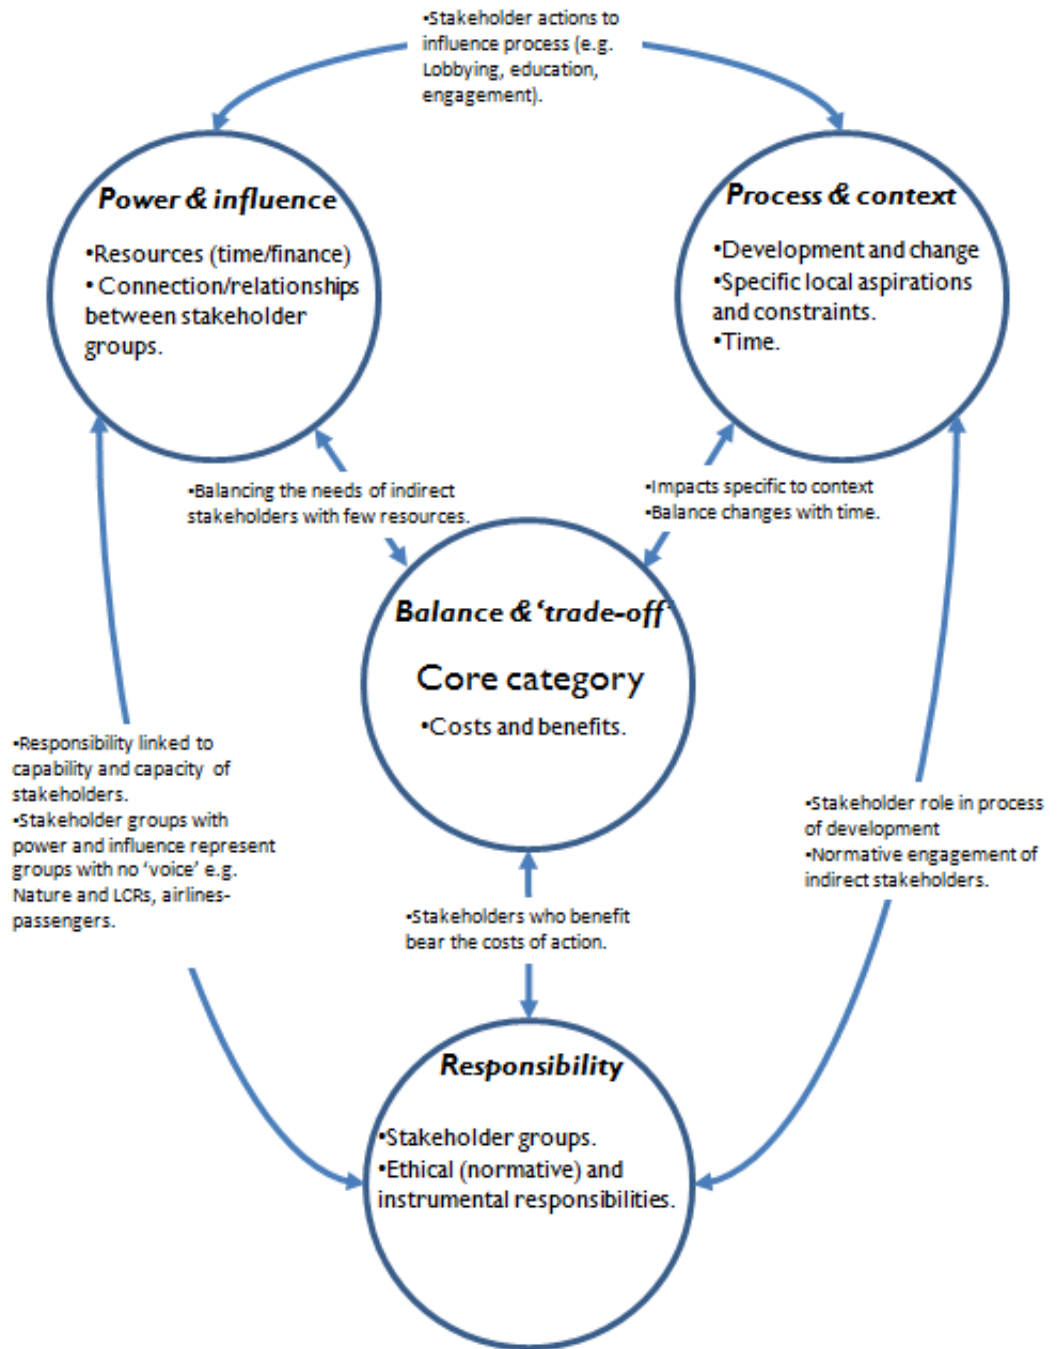 •Stakeholder actions to
influence process (e.g.
Lobbying, education,
engagement).
Power & influence
•Resources (time/finance)
• Connection/relationships
between stakeholder
groups.
Process & context
•Development and change
•Specific local aspirations
and constraints.
•Time.
•Balancing the needs of indirect
stakeholders with few resources.
•Impacts specific to context
•Balance changes with time.
Balance & ‘trade-off’
Core category
•Costs and benefits.
•Responsibility linked to
capability and capacity of
stakeholders.
•Stakeholder groups with
power and influence represent
groups with no ‘voice’ e.g.
Nature and LCRs, airlines-
passengers.
•Stakeholder role in process
of development
•Normative engagement of
indirect stakeholders.
•Stakeholders who benefit
bear the costs of action.
Responsibility
•Stakeholder groups.
•Ethical (normative) and
instrumental responsibilities.